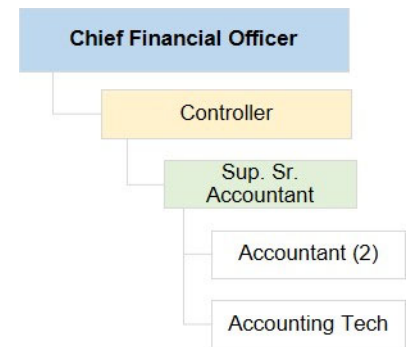 Chief Financial Officer
Controller
Sup. Sr.
Accountant
Accountant (2)
Accounting Tech